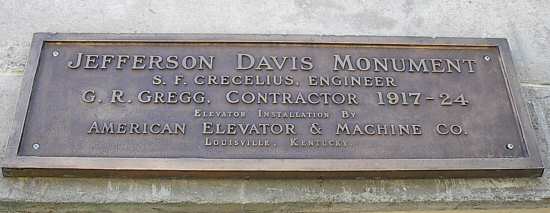 JEFFERSON DAVIS MONUMENT
S. F. CRECELIUS, ENGINEER
G. R. GREGG, CONTRACTOR 1917-24
ELEVATOR INSTALLATION BY
AMERICAN ELEVATOR & MACHINE CO.
LOUISVILLE, KENTUCKY.